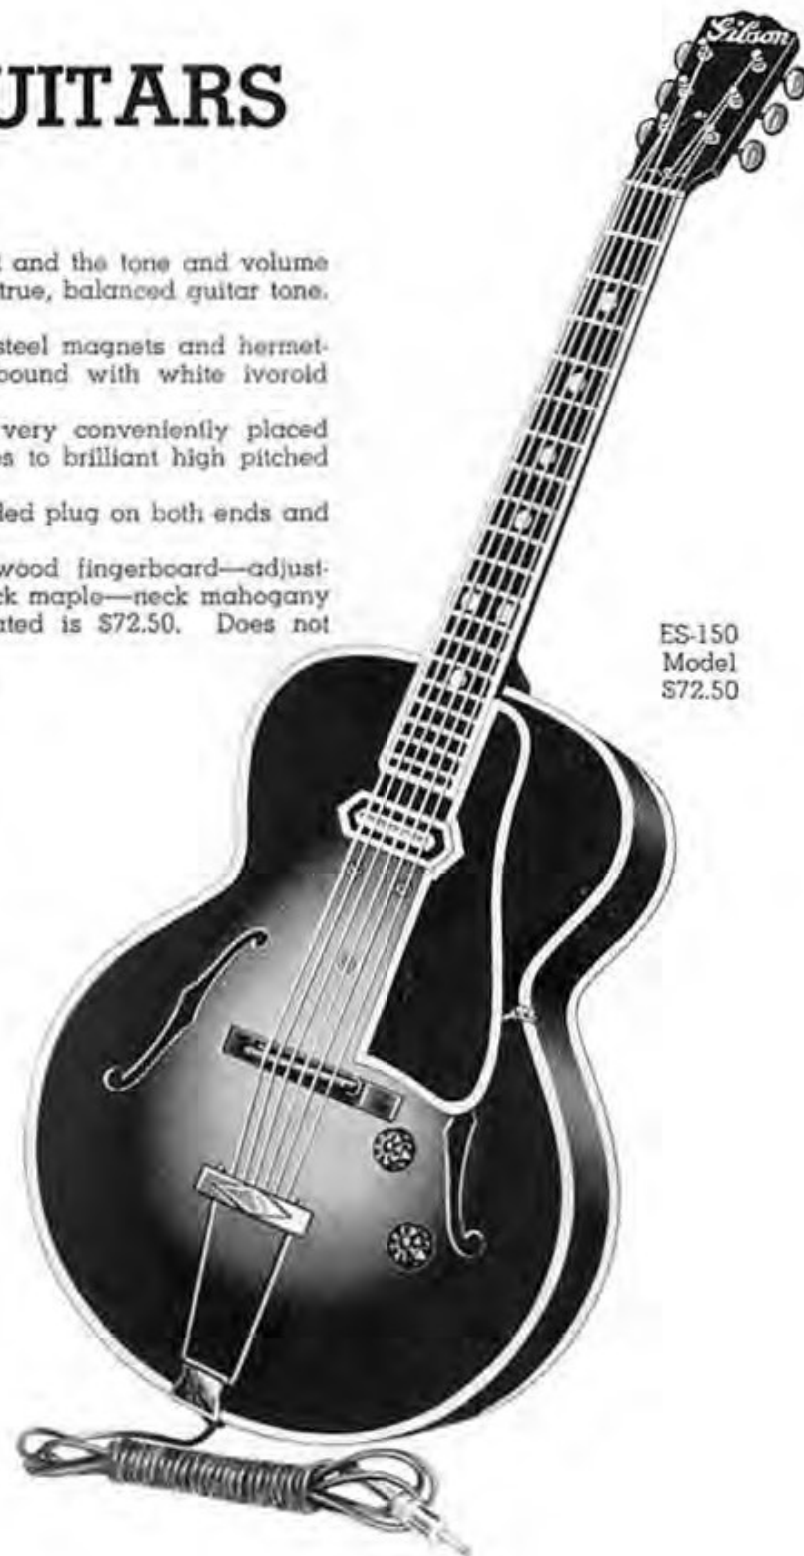 UITARS
Gibson
and the tone and volume
true, balanced guitar tone.
steel magnets and hermet-
bound with white ivoroid
very conveniently placed
es to brilliant high pitched
led plug on both ends and
wood fingerboard—adjust-
ck maple—neck mahogany
ated is $72.50. Does not
ES-150
Model
$72.50